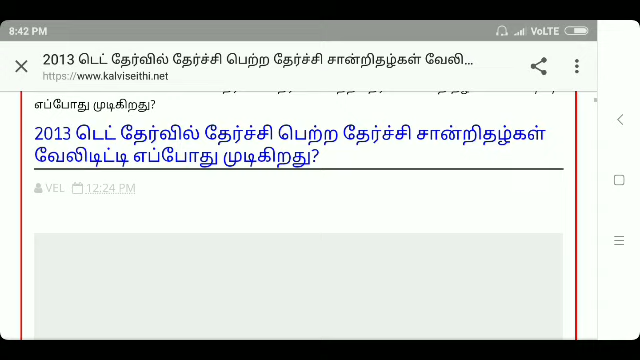 8:42 PM VoLTE
2013 டெட் தேர்வில் தேர்ச்சி பெற்ற தேர்ச்சி சான்றிதழ்கள் வேலி...
https://www.kalviseithi.net
எப்போது முடிகிறது?
2013 டெட் தேர்வில் தேர்ச்சி பெற்ற தேர்ச்சி சான்றிதழ்கள்
வேலிடிட்டி எப்போது முடிகிறது?
VEL 12:24 PM